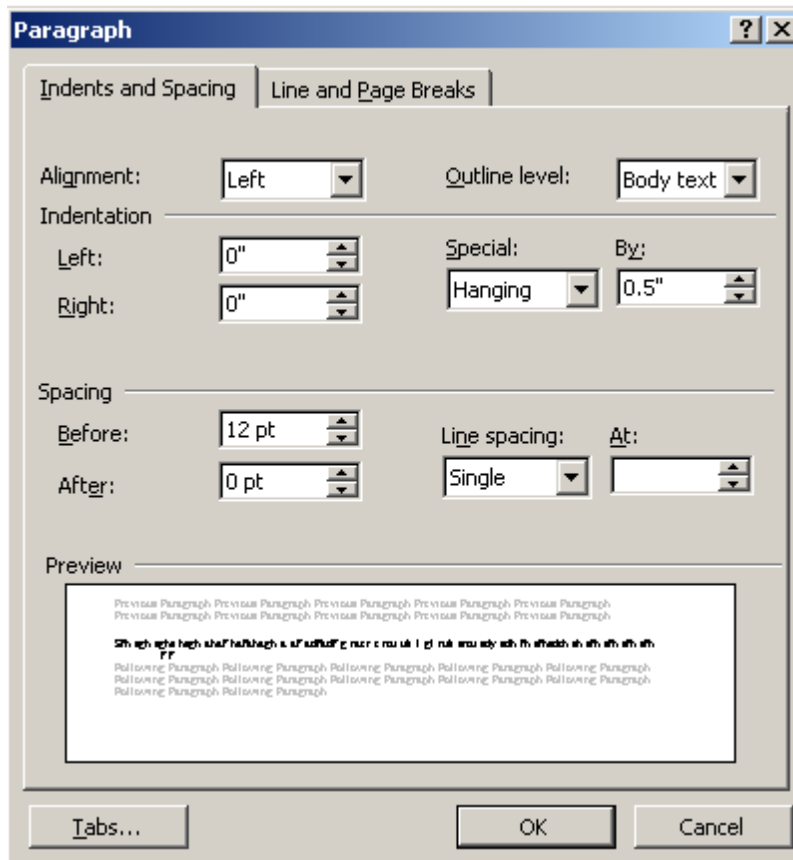 Paragraph
Indents and Spacing Line and Page Breaks
Alignment: Left Outline level: Body text
Indentation
Left: 0" Special: By:
Right: 0" Hanging 0.5"
Spacing
Before: 12 pt Line spacing: At:
After: 0 pt Single
Preview
Previous Paragraph Previous Paragraph Previous Paragraph Previous Paragraph Previous Paragraph
Previous Paragraph Previous Paragraph Previous Paragraph Previous Paragraph Previous Paragraph
Following Paragraph Following Paragraph Following Paragraph Following Paragraph Following Paragraph
Following Paragraph Following Paragraph Following Paragraph Following Paragraph Following Paragraph
Following Paragraph Following Paragraph
Tabs... OK Cancel